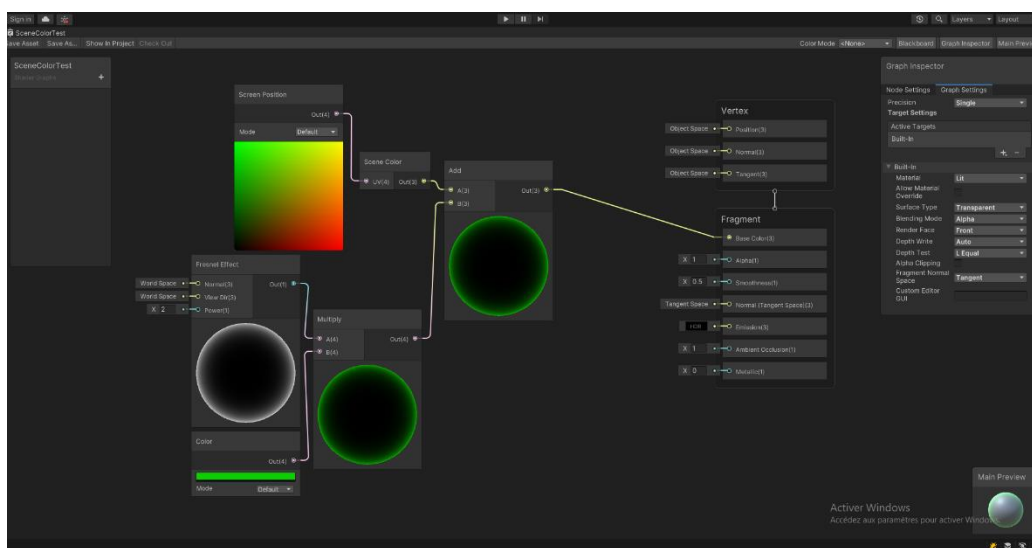 Sign in
Layers
Layout
SceneColorTest
ave Asset Save As... Show In Project Check Out
Color Mode <None> Blackboard Graph Inspector Main Previ
SceneColorTest
Shader Graphs +
Screen Position
Out(4)
Mode Default
Scene Color
UV(4) Out(3)
Add
A(3) Out(3)
B(3)
Fresnel Effect
World Space Normal(3) Out(1)
World Space View Dir(3)
X 2 Power(1)
Multiply
A(4) Out(4)
B(4)
Color
Out(4)
Mode Default
Vertex
Object Space Position(3)
Object Space Normal(3)
Object Space Tangent(3)
Fragment
Base Color(3)
X 1 Alpha(1)
X 0.5 Smoothness(1)
Tangent Space Normal (Tangent Space)(3)
HDR Emission(3)
X 1 Ambient Occlusion(1)
X 0 Metallic(1)
Graph Inspector
Node Settings Graph Settings
Precision Single
Target Settings
Active Targets
Built-In
+ -
Built-In
Material Lit
Allow Material
Override
Surface Type Transparent
Blending Mode Alpha
Render Face Front
Depth Write Auto
Depth Test L Equal
Alpha Clipping
Fragment Normal
Space Tangent
Custom Editor
GUI
Main Preview
Activer Windows
Accédez aux paramètres pour activer Windows.